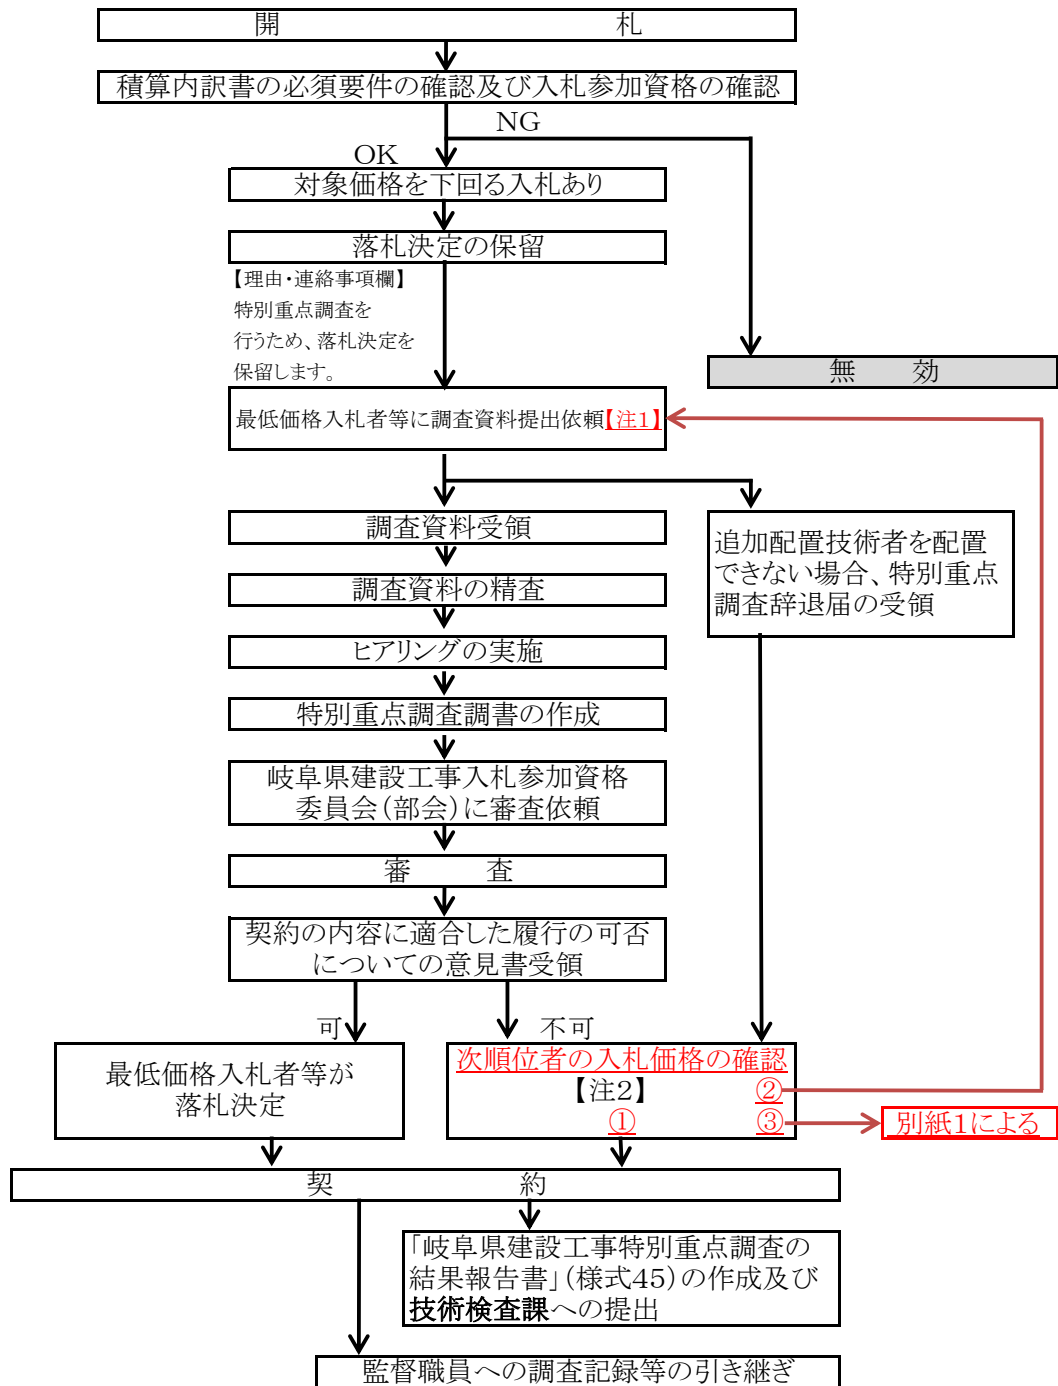 開　札
積算内訳書の必須要件の確認及び入札参加資格の確認
NG
OK
対象価格を下回る入札あり
落札決定の保留
【理由・連絡事項欄】
特別重点調査を
行うため、落札決定を
保留します。
無　効
最低価格入札者等に調査資料提出依頼【注1】
調査資料受領
追加配置技術者を配置
できない場合、特別重点
調査辞退届の受領
調査資料の精査
ヒアリングの実施
特別重点調査調書の作成
岐阜県建設工事入札参加資格
委員会（部会）に審査依頼
審　査
契約の内容に適合した履行の可否
についての意見書受領
可
不可
最低価格入札者等が
落札決定
次順位者の入札価格の確認
【注2】
②
①
③
別紙1による
契　約
「岐阜県建設工事特別重点調査の
結果報告書」（様式45）の作成及び
技術検査課への提出
監督職員への調査記録等の引き継ぎ